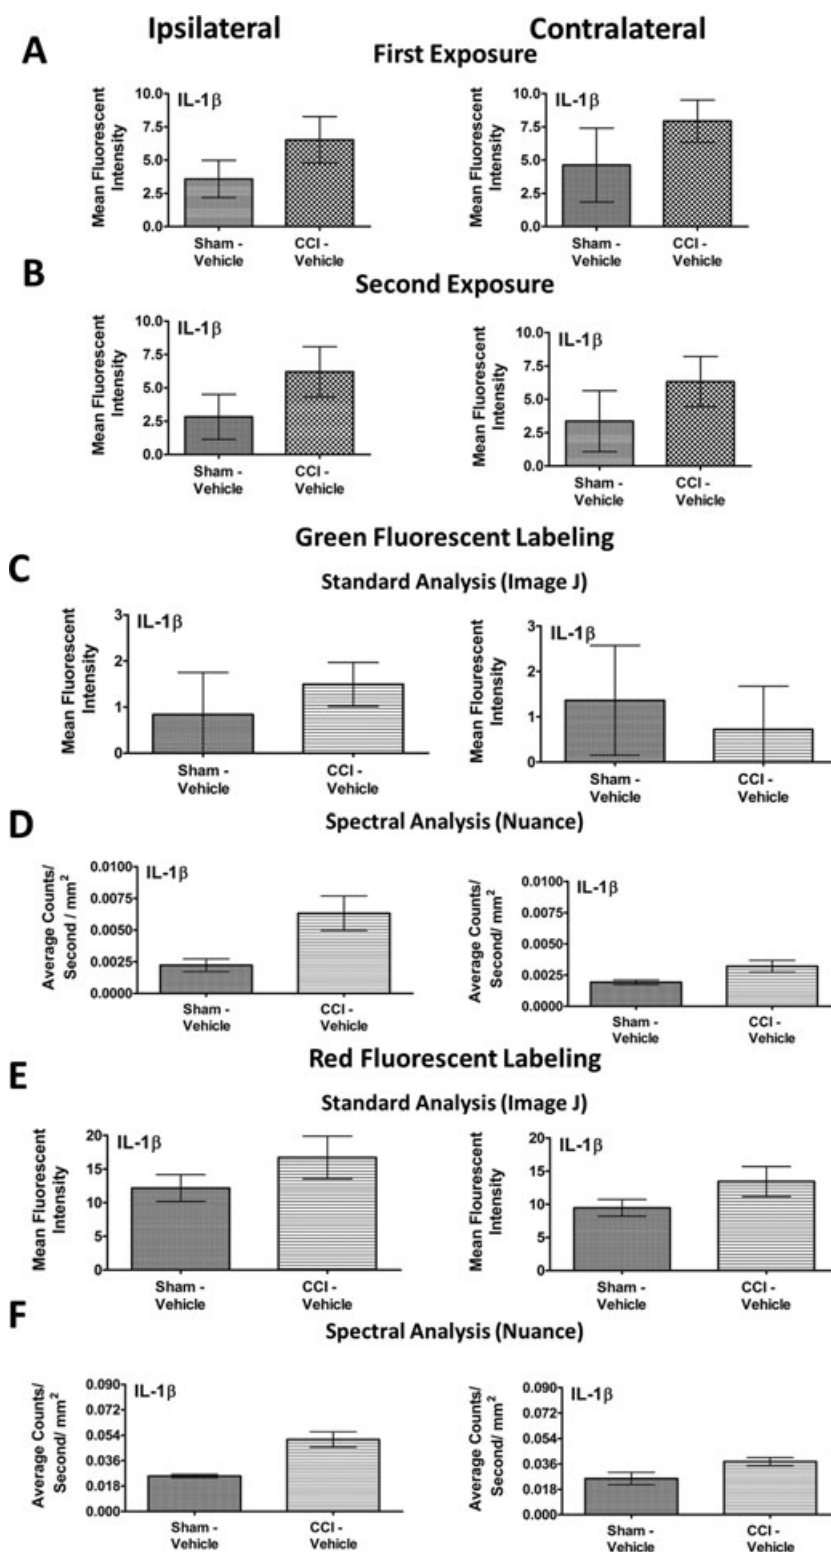 Ipsilateral
Contralateral
A
First Exposure
Mean Fluorescent
Intensity
10.0
7.5
5.0
2.5
0.0
IL-1β
Sham -
Vehicle
CCI -
Vehicle
Mean Fluorescent
Intensity
10.0
7.5
5.0
2.5
0.0
IL-1β
Sham -
Vehicle
CCI -
Vehicle
B
Second Exposure
Mean Fluorescent
Intensity
10.0
7.5
5.0
2.5
0.0
IL-1β
Sham -
Vehicle
CCI -
Vehicle
Mean Fluorescent
Intensity
10.0
7.5
5.0
2.5
0.0
IL-1β
Sham -
Vehicle
CCI -
Vehicle
Green Fluorescent Labeling
C
Standard Analysis (Image J)
Mean Fluorescent
Intensity
3
2
1
0
IL-1β
Sham -
Vehicle
CCI -
Vehicle
Mean Flourescent
Intensity
3
2
1
0
IL-1β
Sham -
Vehicle
CCI -
Vehicle
D
Spectral Analysis (Nuance)
Average Counts/
Second / mm²
0.0100
0.0075
0.0050
0.0025
0.0000
IL-1β
Sham -
Vehicle
CCI -
Vehicle
Average Counts/
Second/ mm²
0.0100
0.0075
0.0050
0.0025
0.0000
IL-1β
Sham -
Vehicle
CCI -
Vehicle
Red Fluorescent Labeling
E
Standard Analysis (Image J)
Mean Fluorescent
Intensity
20
15
10
5
0
IL-1β
Sham -
Vehicle
CCI -
Vehicle
Mean Flourescent
Intensity
20
15
10
5
0
IL-1β
Sham -
Vehicle
CCI -
Vehicle
F
Spectral Analysis (Nuance)
Average Counts/
Second/ mm²
0.090
0.072
0.054
0.036
0.018
0.000
IL-1β
Sham -
Vehicle
CCI -
Vehicle
Average Counts/
Second/ mm²
0.090
0.072
0.054
0.036
0.018
0.000
IL-1β
Sham -
Vehicle
CCI -
Vehicle